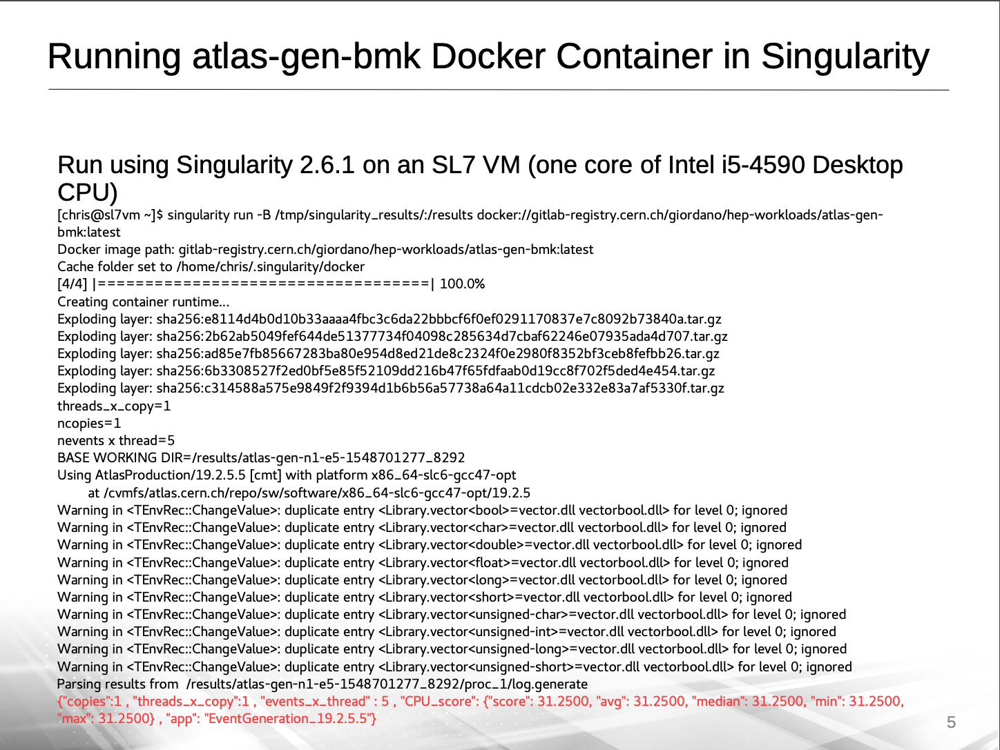 Running atlas-gen-bmk Docker Container in Singularity
Run using Singularity 2.6.1 on an SL7 VM (one core of Intel i5-4590 Desktop
CPU)
[chris@sl7vm ~]$ singularity run -B /tmp/singularity_results/:/results docker://gitlab-registry.cern.ch/giordano/hep-workloads/atlas-gen-
bmk:latest
Docker image path: gitlab-registry.cern.ch/giordano/hep-workloads/atlas-gen-bmk:latest
Cache folder set to /home/chris/.singularity/docker
[4/4] |===================================| 100.0%
Creating container runtime...
Exploding layer: sha256:e8114d4b0d10b33aaaa4fbc3c6da22bbbcf6f0ef0291170837e7c8092b73840a.tar.gz
Exploding layer: sha256:2b62ab5049fef644de51377734f04098c285634d7cbaf62246e07935ada4d707.tar.gz
Exploding layer: sha256:ad85e7fb85667283ba80e954d8ed21de8c2324f0e2980f8352bf3ceb8fefbb26.tar.gz
Exploding layer: sha256:6b3308527f2ed0bf5e85f52109dd216b47f65fdfaab0d19cc8f702f5ded4e454.tar.gz
Exploding layer: sha256:c314588a575e9849f2f9394d1b6b56a57738a64a11cdcb02e332e83a7af5330f.tar.gz
threads_x_copy=1
ncopies=1
nevents x thread=5
BASE WORKING DIR=/results/atlas-gen-n1-e5-1548701277_8292
Using AtlasProduction/19.2.5.5 [cmt] with platform x86_64-slc6-gcc47-opt
at /cvmfs/atlas.cern.ch/repo/sw/software/x86_64-slc6-gcc47-opt/19.2.5
Warning in <TEnvRec::ChangeValue>: duplicate entry <Library.vector<bool>=vector.dll vectorbool.dll> for level 0; ignored
Warning in <TEnvRec::ChangeValue>: duplicate entry <Library.vector<char>=vector.dll vectorbool.dll> for level 0; ignored
Warning in <TEnvRec::ChangeValue>: duplicate entry <Library.vector<double>=vector.dll vectorbool.dll> for level 0; ignored
Warning in <TEnvRec::ChangeValue>: duplicate entry <Library.vector<float>=vector.dll vectorbool.dll> for level 0; ignored
Warning in <TEnvRec::ChangeValue>: duplicate entry <Library.vector<long>=vector.dll vectorbool.dll> for level 0; ignored
Warning in <TEnvRec::ChangeValue>: duplicate entry <Library.vector<short>=vector.dll vectorbool.dll> for level 0; ignored
Warning in <TEnvRec::ChangeValue>: duplicate entry <Library.vector<unsigned-char>=vector.dll vectorbool.dll> for level 0; ignored
Warning in <TEnvRec::ChangeValue>: duplicate entry <Library.vector<unsigned-int>=vector.dll vectorbool.dll> for level 0; ignored
Warning in <TEnvRec::ChangeValue>: duplicate entry <Library.vector<unsigned-long>=vector.dll vectorbool.dll> for level 0; ignored
Warning in <TEnvRec::ChangeValue>: duplicate entry <Library.vector<unsigned-short>=vector.dll vectorbool.dll> for level 0; ignored
Parsing results from  /results/atlas-gen-n1-e5-1548701277_8292/proc_1/log.generate
{"copies":1 , "threads_x_copy":1 , "events_x_thread" : 5 , "CPU_score": {"score": 31.2500, "avg": 31.2500, "median": 31.2500, "min": 31.2500,
"max": 31.2500} , "app": "EventGeneration_19.2.5.5"}
5